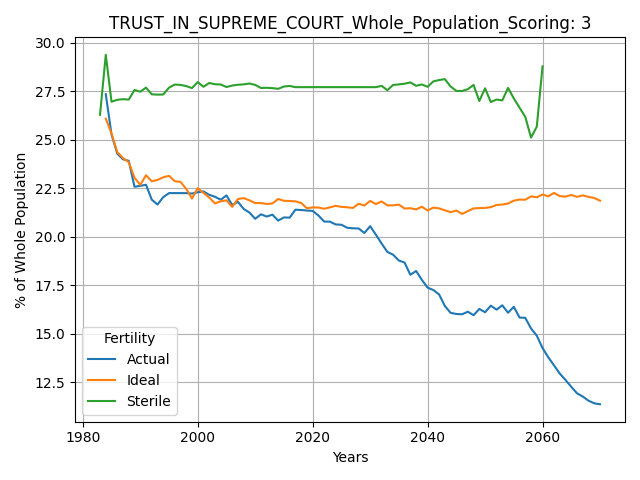 TRUST_IN_SUPREME_COURT_Whole_Population_Scoring: 3
% of Whole Population
30.0
27.5
25.0
22.5
20.0
17.5
15.0
12.5
Fertility
Actual
Ideal
Sterile
1980 2000 2020 2040 2060
Years